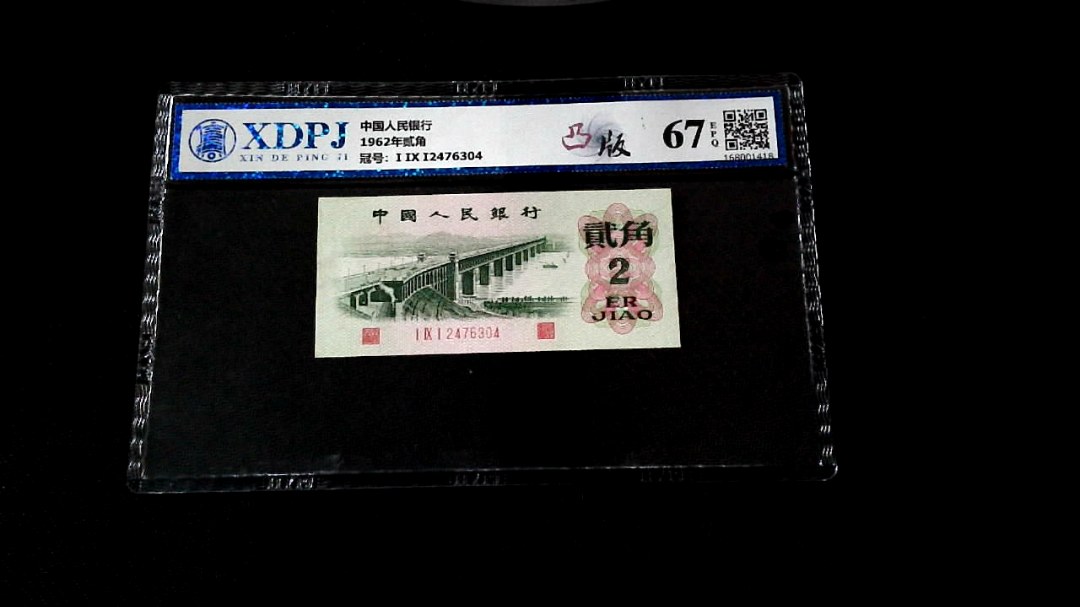 XDPJ
XIN DE PING JI
中国人民银行
1962年贰角
冠号：I IX I2476304
凸版
67
EPQ
168001418
中國人民銀行
貳角
2
ER
JIAO
I IX I 2476304